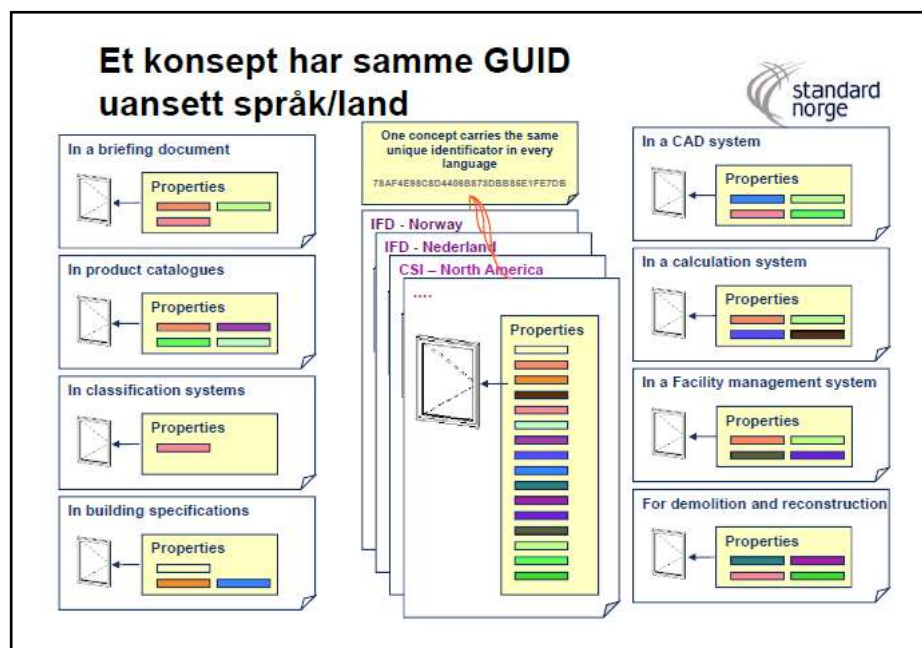 Et konsept har samme GUID
uansett språk/land
standard
norge
In a briefing document
Properties
In product catalogues
Properties
In classification systems
Properties
In building specifications
Properties
One concept carries the same
unique identificator in every
language
78AF4E98C8D4406B873DBB85E1FE7DB
IFD - Norway
IFD - Nederland
CSI – North America
....
Properties
In a CAD system
Properties
In a calculation system
Properties
In a Facility management system
Properties
For demolition and reconstruction
Properties